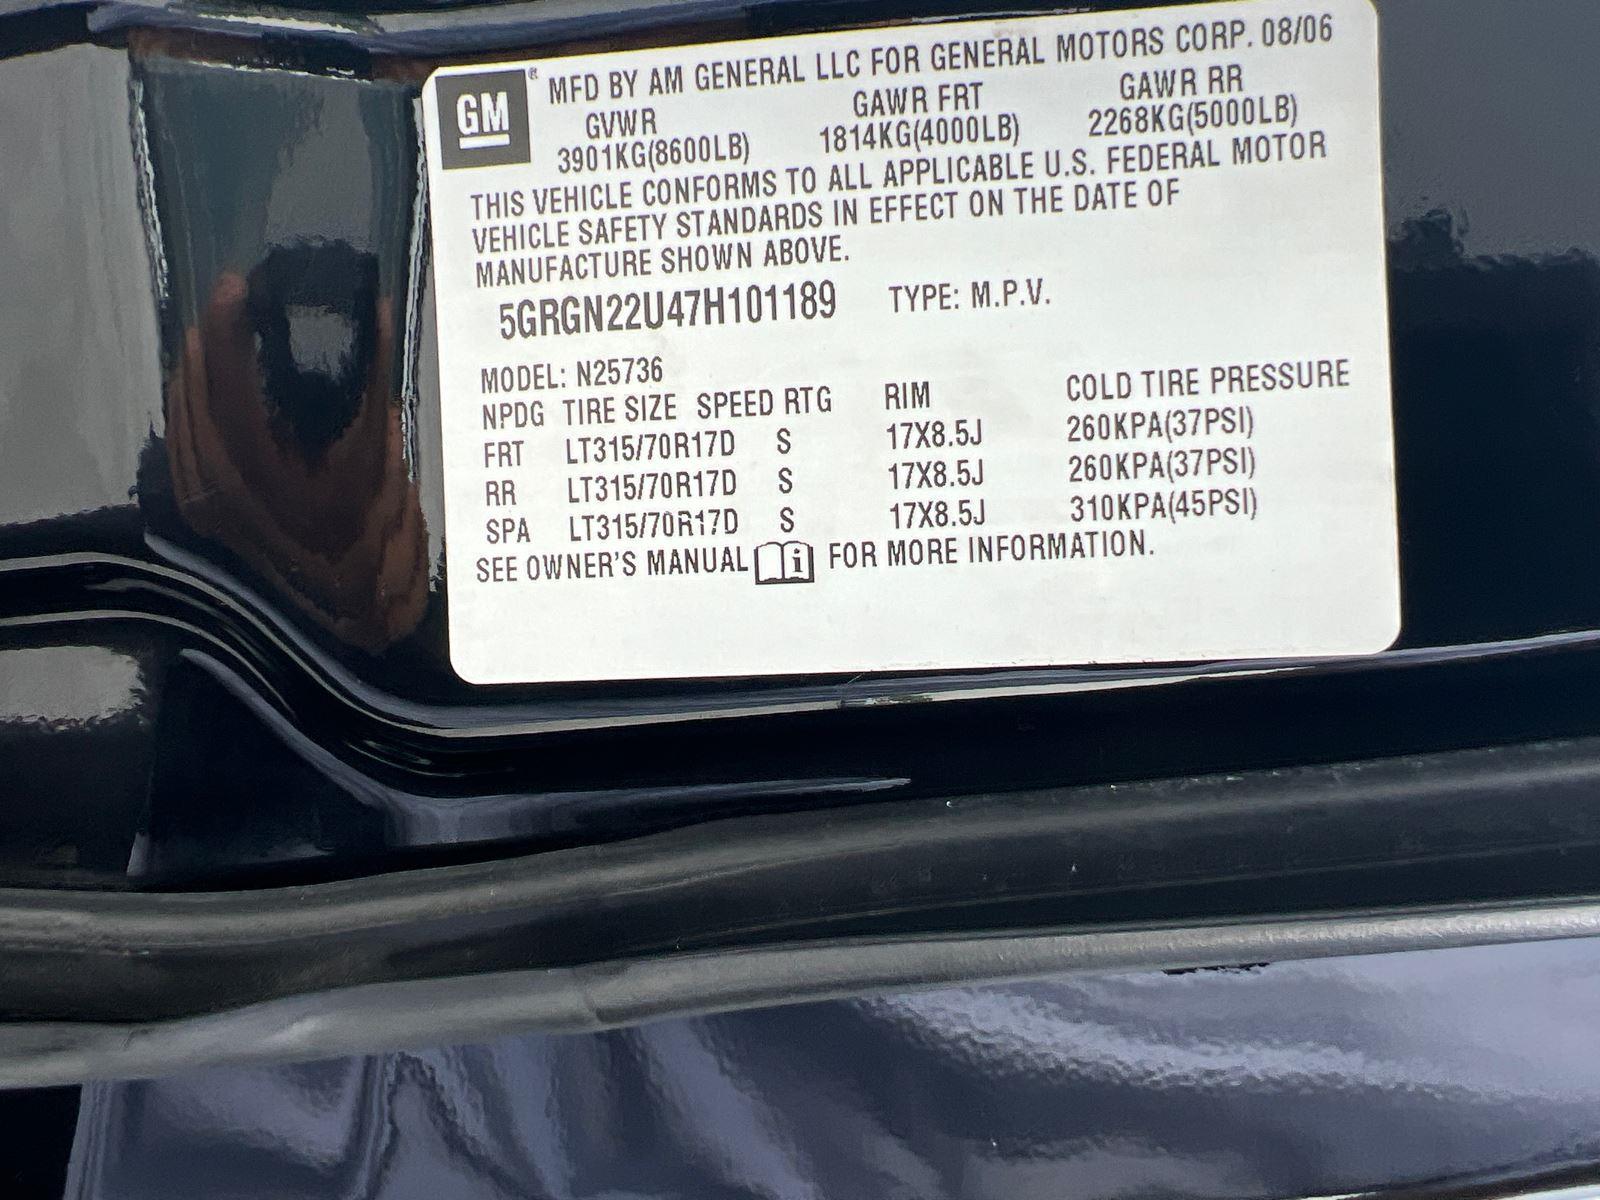 GM® MFD BY AM GENERAL LLC FOR GENERAL MOTORS CORP. 08/06
GVWR GAWR FRT GAWR RR
3901KG(8600LB) 1814KG(4000LB) 2268KG(5000LB)
THIS VEHICLE CONFORMS TO ALL APPLICABLE U.S. FEDERAL MOTOR
VEHICLE SAFETY STANDARDS IN EFFECT ON THE DATE OF
MANUFACTURE SHOWN ABOVE.
5GRGN22U47H101189 TYPE: M.P.V.
MODEL: N25736
NPDG TIRE SIZE SPEED RTG RIM COLD TIRE PRESSURE
FRT LT315/70R17D S 17X8.5J 260KPA(37PSI)
RR LT315/70R17D S 17X8.5J 260KPA(37PSI)
SPA LT315/70R17D S 17X8.5J 310KPA(45PSI)
SEE OWNER'S MANUAL i FOR MORE INFORMATION.